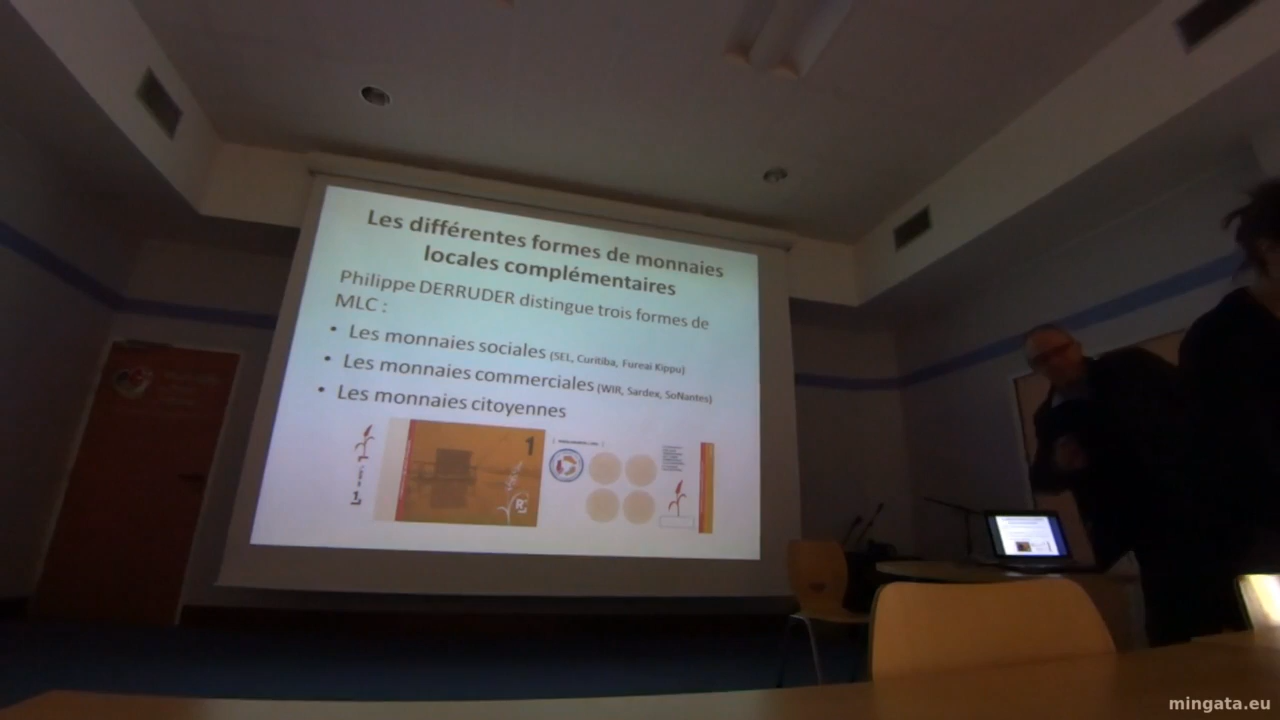 Les différentes formes de monnaies
locales complémentaires
Philippe DERRUDER distingue trois formes de
MLC :
• Les monnaies sociales (SEL, Curitiba, Fureai Kippu)
• Les monnaies commerciales (WIR, Sardex, SoNantes)
• Les monnaies citoyennes
1
1
R
mingata.eu